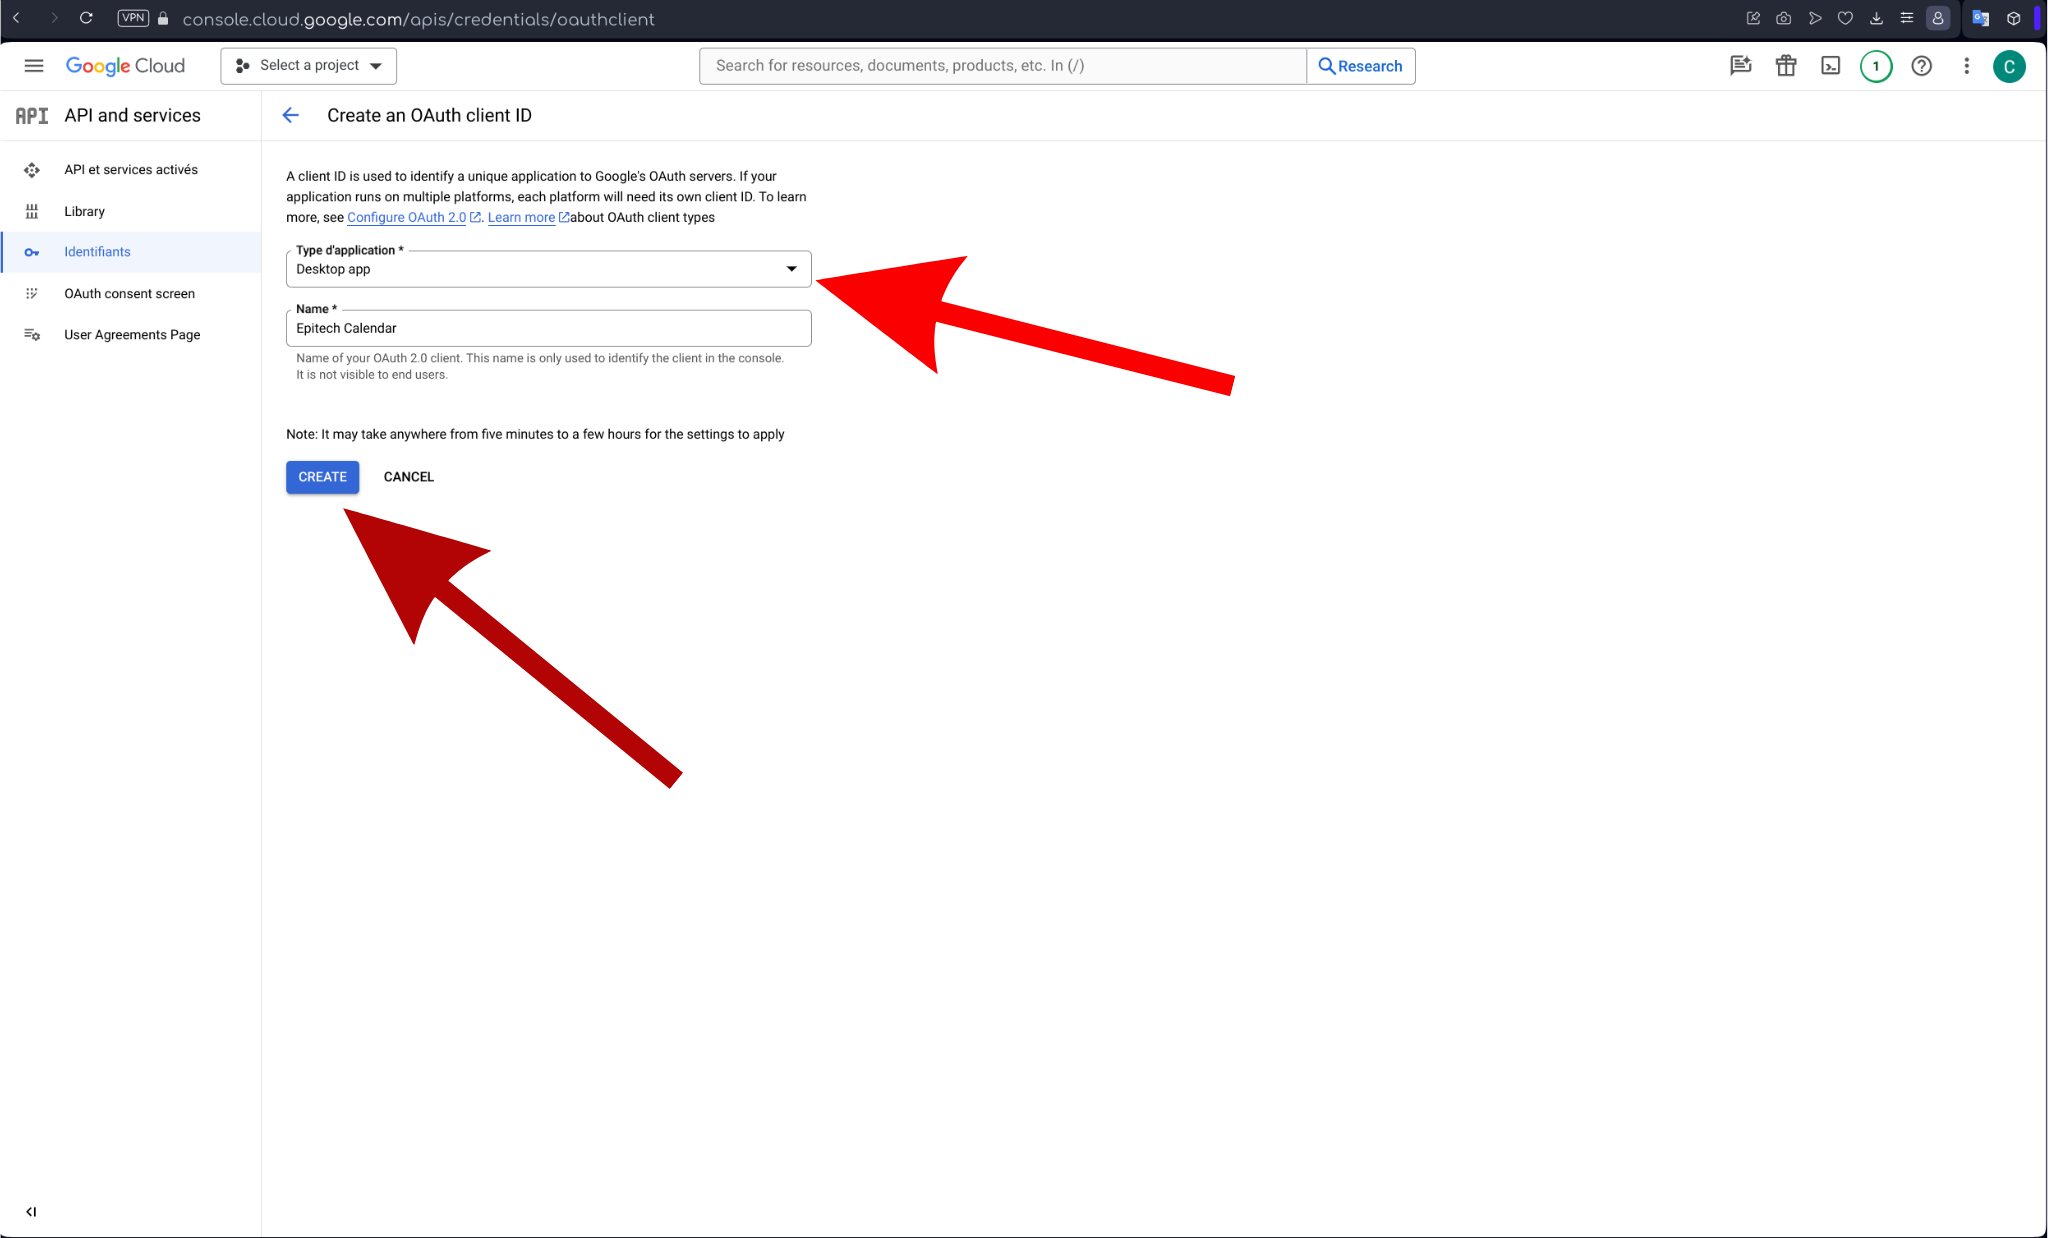 VPN console.cloud.google.com/apis/credentials/oauthclient
Google Cloud
Select a project
Search for resources, documents, products, etc. In (/)
Research
1
C
API API and services
Create an OAuth client ID
API et services activés
Library
Identifiants
OAuth consent screen
User Agreements Page
A client ID is used to identify a unique application to Google's OAuth servers. If your
application runs on multiple platforms, each platform will need its own client ID. To learn
more, see Configure OAuth 2.0 . Learn more about OAuth client types
Type d'application *
Desktop app
Name *
Epitech Calendar
Name of your OAuth 2.0 client. This name is only used to identify the client in the console.
It is not visible to end users.
Note: It may take anywhere from five minutes to a few hours for the settings to apply
CREATE
CANCEL